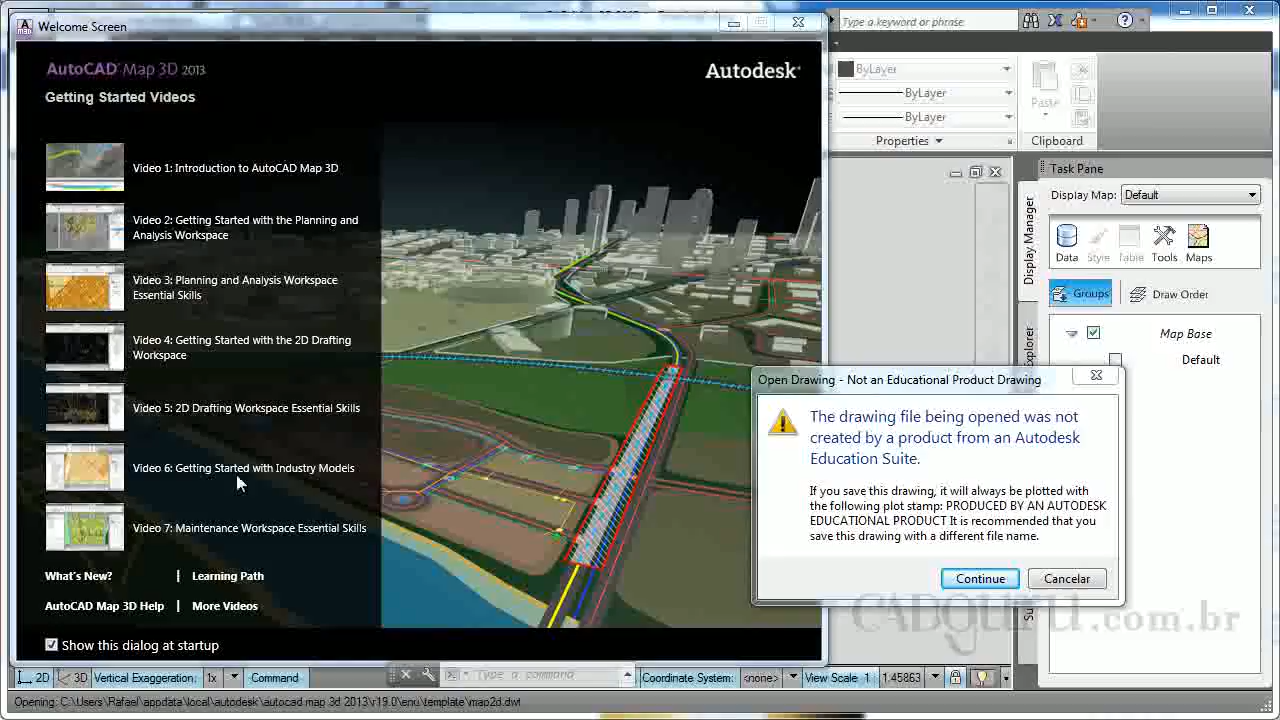 Welcome Screen
AutoCAD Map 3D 2013
Autodesk
Getting Started Videos
Video 1: Introduction to AutoCAD Map 3D
Video 2: Getting Started with the Planning and
Analysis Workspace
Video 3: Planning and Analysis Workspace
Essential Skills
Video 4: Getting Started with the 2D Drafting
Workspace
Video 5: 2D Drafting Workspace Essential Skills
Video 6: Getting Started with Industry Models
Video 7: Maintenance Workspace Essential Skills
What's New? | Learning Path
AutoCAD Map 3D Help | More Videos
Show this dialog at startup
Type a keyword or phrase
ByLayer
ByLayer
ByLayer
Properties
Paste
Clipboard
Task Pane
Display Manager
Display Map: Default
Data Style Table Tools Maps
Groups Draw Order
Map Base
Default
Open Drawing - Not an Educational Product Drawing
The drawing file being opened was not
created by a product from an Autodesk
Education Suite.
If you save this drawing, it will always be plotted with
the following plot stamp: PRODUCED BY AN AUTODESK
EDUCATIONAL PRODUCT It is recommended that you
save this drawing with a different file name.
Continue Cancelar
CADGURU.com.br
2D 3D Vertical Exaggeration: 1x Command
Type a command
Coordinate System: <none> View Scale 1 : 1.45863
Opening: C:\Users\Rafael\appdata\local\autodesk\autocad map 3d 2013\r19.0\enu\template\map2d.dwt